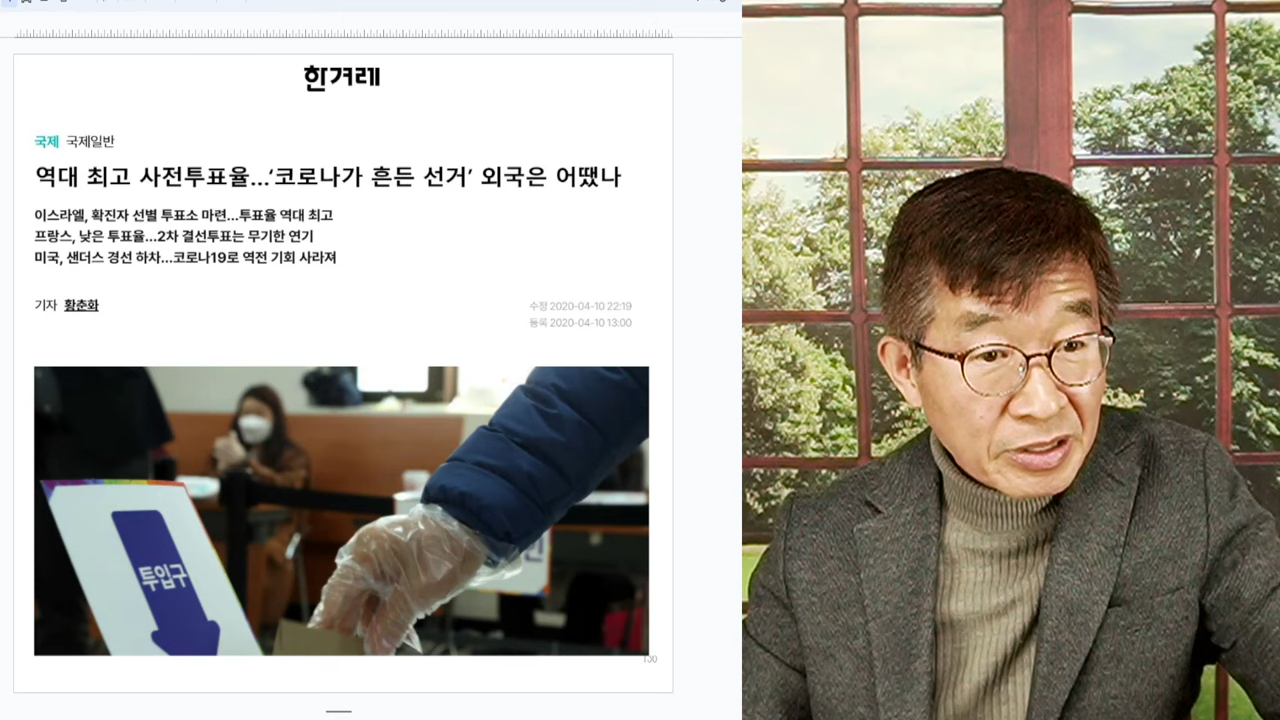 한겨레
국제 국제일반
역대 최고 사전투표율...‘코로나가 흔든 선거’ 외국은 어땠나
이스라엘, 확진자 선별 투표소 마련...투표율 역대 최고
프랑스, 낮은 투표율...2차 결선투표는 무기한 연기
미국, 샌더스 경선 하차...코로나19로 역전 기회 사라져
기자 황춘화
수정 2020-04-10 22:19
등록 2020-04-10 13:00
투입구
인
100